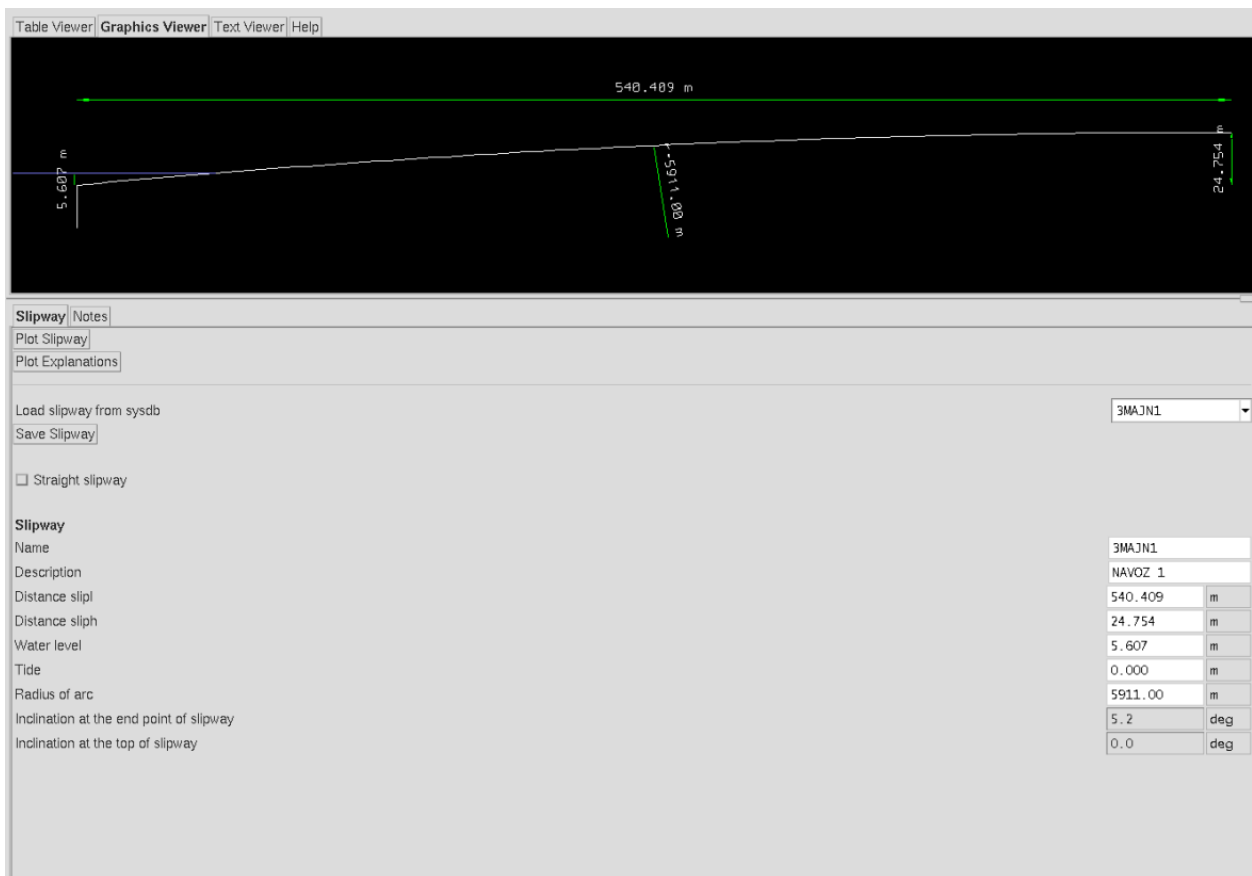 Table Viewer Graphics Viewer Text Viewer Help
540.409 m
5.607 m
r=5911.00 m
24.754 m
Slipway Notes
Plot Slipway
Plot Explanations
Load slipway from sysdb 3MAJN1
Save Slipway
Straight slipway
Slipway
Name 3MAJN1
Description NAVOZ 1
Distance slipl 540.409 m
Distance sliph 24.754 m
Water level 5.607 m
Tide 0.000 m
Radius of arc 5911.00 m
Inclination at the end point of slipway 5.2 deg
Inclination at the top of slipway 0.0 deg